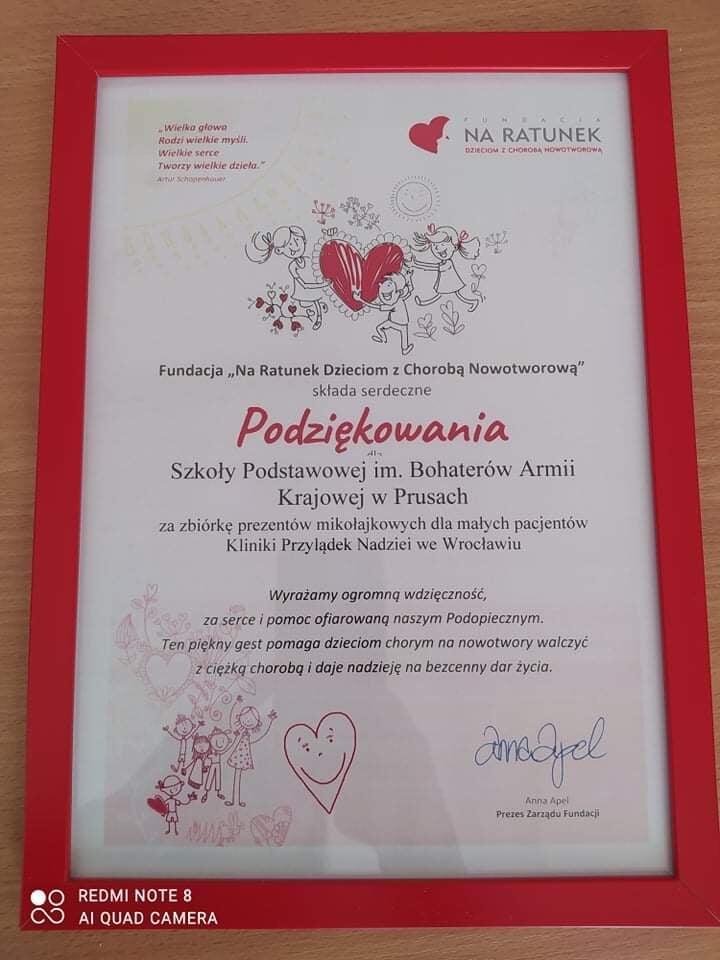 „Wielka głowa
Rodzi wielkie myśli.
Wielkie serce
Tworzy wielkie dzieła.”
Artur Schopenhauer
FUNDACJA
NA RATUNEK
DZIECIOM Z CHOROBĄ NOWOTWOROWĄ
Fundacja „Na Ratunek Dzieciom z Chorobą Nowotworową”
składa serdeczne
Podziękowania
dla
Szkoły Podstawowej im. Bohaterów Armii
Krajowej w Prusach
za zbiórkę prezentów mikołajkowych dla małych pacjentów
Kliniki Przylądek Nadziei we Wrocławiu
Wyrażamy ogromną wdzięczność,
za serce i pomoc ofiarowaną naszym Podopiecznym.
Ten piękny gest pomaga dzieciom chorym na nowotwory walczyć
z ciężką chorobą i daje nadzieję na bezcenny dar życia.
Anna Apel
Anna Apel
Prezes Zarządu Fundacji
REDMI NOTE 8
AI QUAD CAMERA